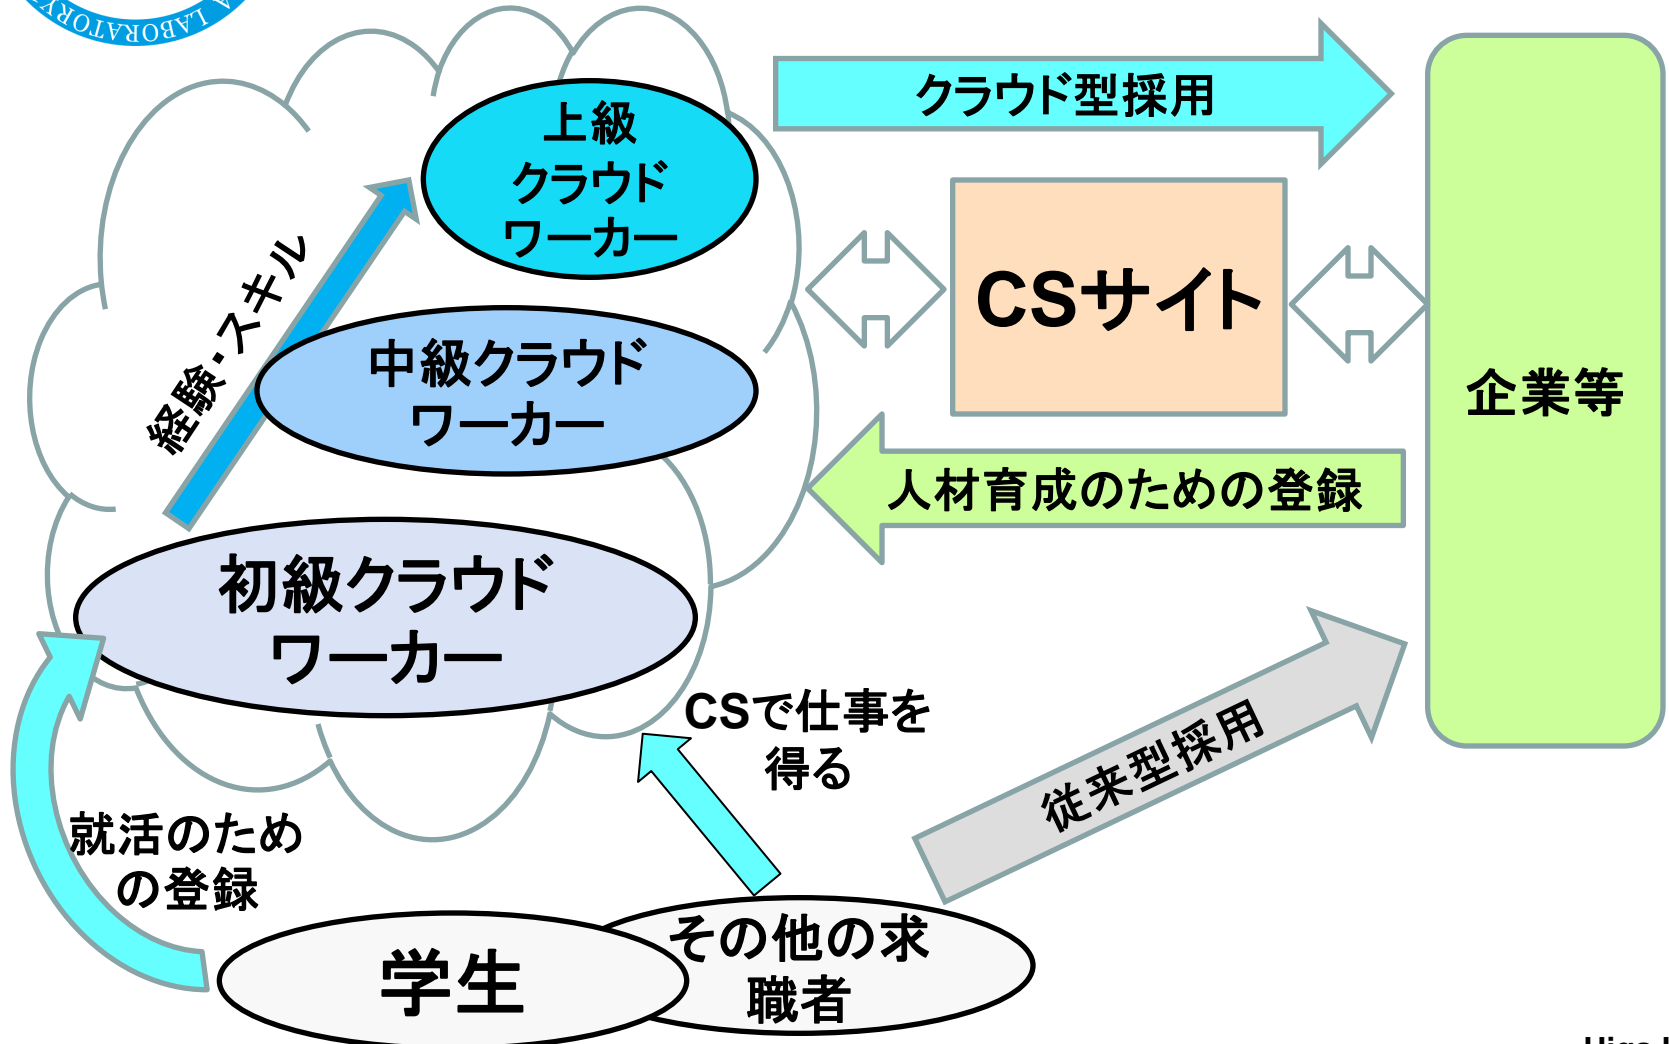 LABORATORY
上級
クラウド
ワーカー
クラウド型採用
経験・スキル
CSサイト
中級クラウド
ワーカー
企業等
人材育成のための登録
初級クラウド
ワーカー
CSで仕事を
得る
従来型採用
就活のため
の登録
学生
その他の求
職者